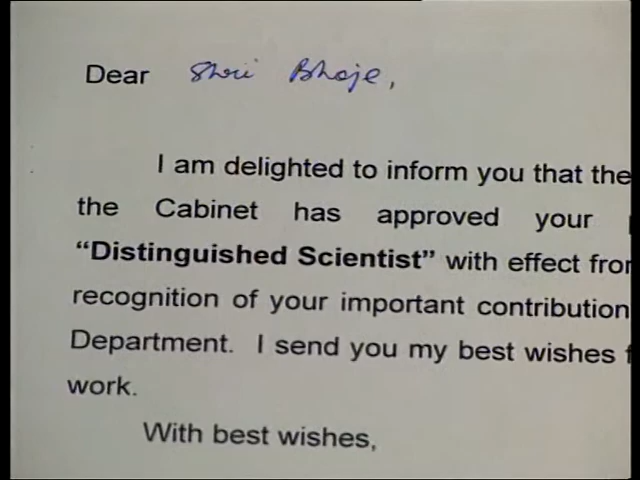 Dear Shri Bhoje,
I am delighted to inform you that the
the Cabinet has approved your
“Distinguished Scientist” with effect from
recognition of your important contribution
Department. I send you my best wishes
work.
With best wishes,